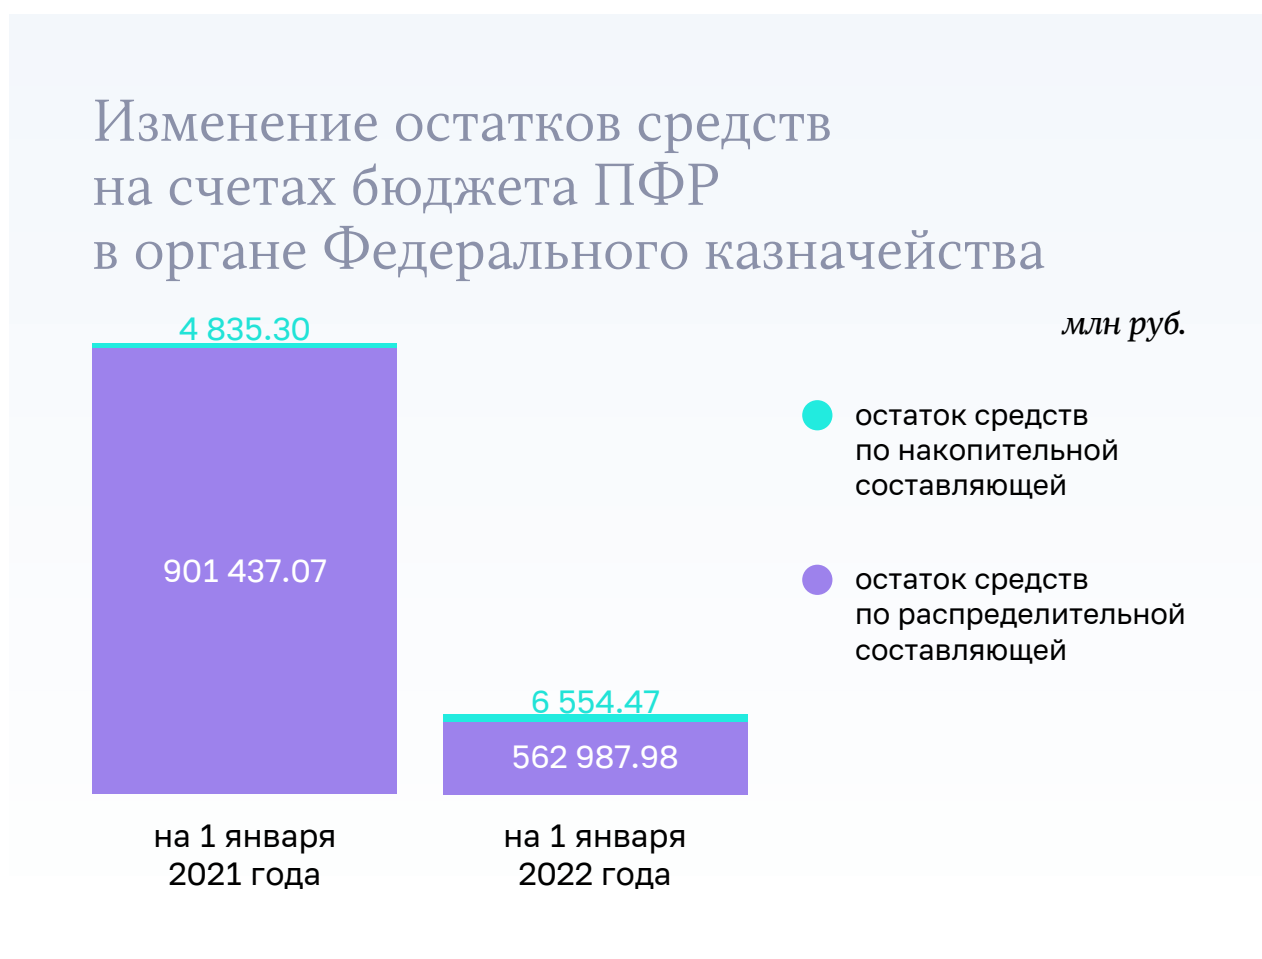 Изменение остатков средств
на счетах бюджета ПФР
в органе Федерального казначейства
млн руб.
4 835.30
901 437.07
6 554.47
562 987.98
на 1 января
2021 года
на 1 января
2022 года
остаток средств
по накопительной
составляющей
остаток средств
по распределительной
составляющей